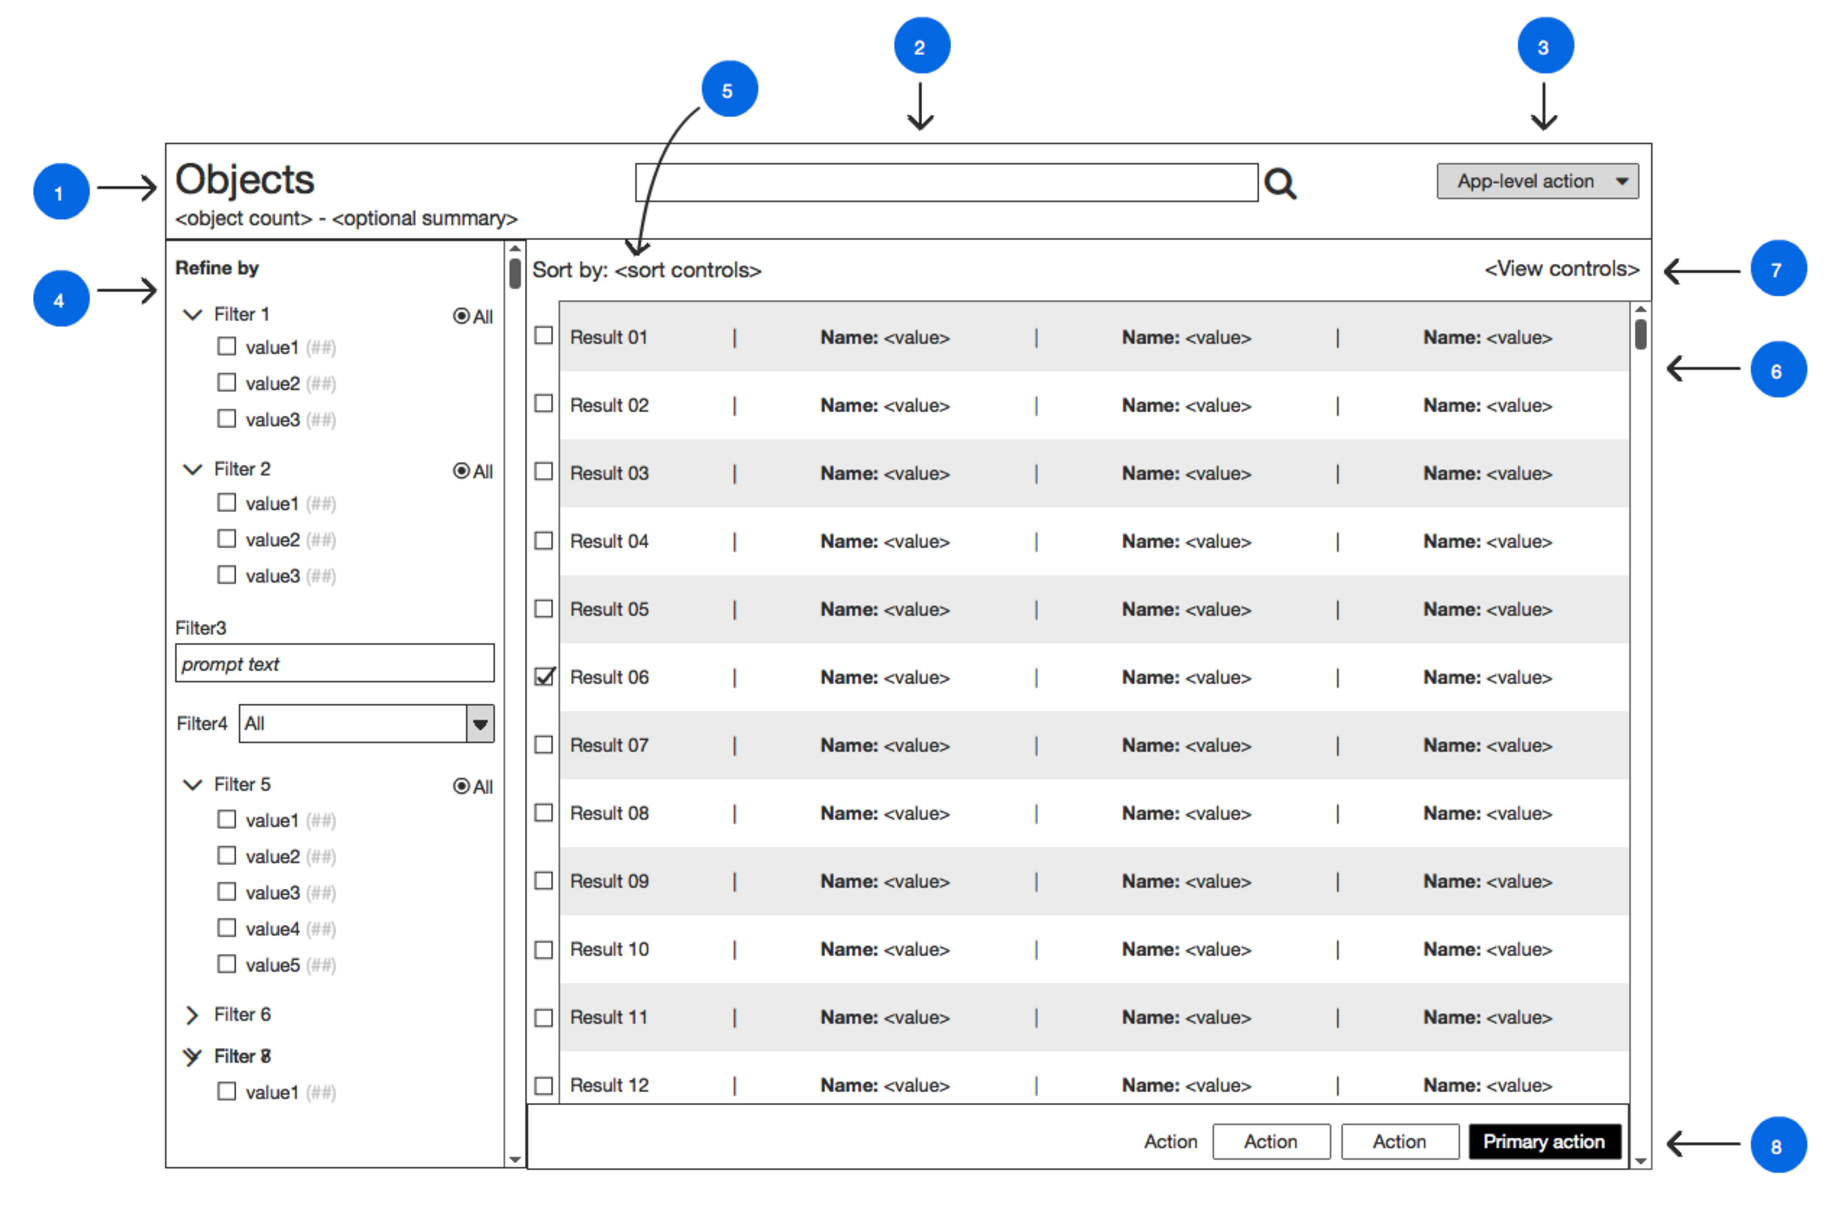 2
3
5
1
Objects
App-level action
<object count> - <optional summary>
4
Refine by
Sort by: <sort controls>
<View controls>
7
Filter 1
All
value1 (##)
value2 (##)
value3 (##)
Filter 2
All
value1 (##)
value2 (##)
value3 (##)
Filter3
prompt text
Filter4
All
Filter 5
All
value1 (##)
value2 (##)
value3 (##)
value4 (##)
value5 (##)
Filter 6
Filter
value1 (##)
Result 01 | Name: <value> | Name: <value> | Name: <value>
6
Result 02 | Name: <value> | Name: <value> | Name: <value>
Result 03 | Name: <value> | Name: <value> | Name: <value>
Result 04 | Name: <value> | Name: <value> | Name: <value>
Result 05 | Name: <value> | Name: <value> | Name: <value>
Result 06 | Name: <value> | Name: <value> | Name: <value>
Result 07 | Name: <value> | Name: <value> | Name: <value>
Result 08 | Name: <value> | Name: <value> | Name: <value>
Result 09 | Name: <value> | Name: <value> | Name: <value>
Result 10 | Name: <value> | Name: <value> | Name: <value>
Result 11 | Name: <value> | Name: <value> | Name: <value>
Result 12 | Name: <value> | Name: <value> | Name: <value>
Action
Action
Action
Primary action
8